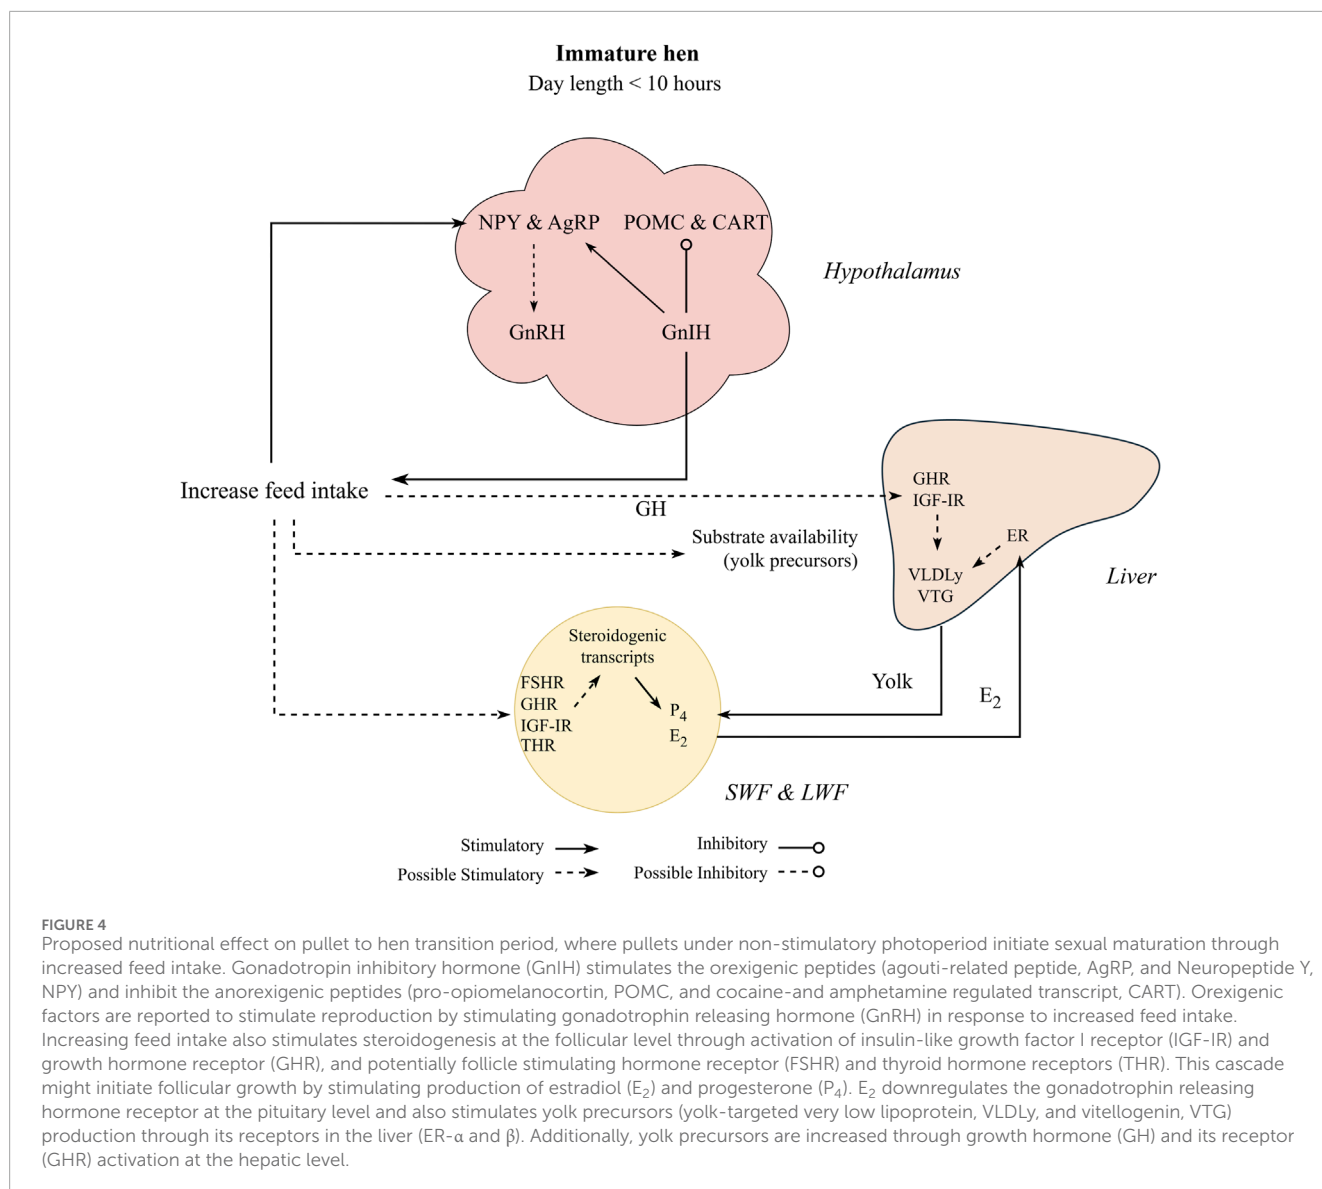 Immature hen
Day length < 10 hours
NPY & AgRP
POMC & CART
Hypothalamus
GnRH
GnIH
Increase feed intake
GH
GHR
IGF-IR
Substrate availability
(yolk precursors)
ER
VLDLy
VTG
Liver
Steroidogenic
transcripts
FSHR
GHR
IGF-IR
THR
P4
E2
Yolk
E2
SWF & LWF
Stimulatory
Inhibitory
Possible Stimulatory
Possible Inhibitory
FIGURE 4
Proposed nutritional effect on pullet to hen transition period, where pullets under non-stimulatory photoperiod initiate sexual maturation through
increased feed intake. Gonadotropin inhibitory hormone (GnIH) stimulates the orexigenic peptides (agouti-related peptide, AgRP, and Neuropeptide Y,
NPY) and inhibit the anorexigenic peptides (pro-opiomelanocortin, POMC, and cocaine-and amphetamine regulated transcript, CART). Orexigenic
factors are reported to stimulate reproduction by stimulating gonadotrophin releasing hormone (GnRH) in response to increased feed intake.
Increasing feed intake also stimulates steroidogenesis at the follicular level through activation of insulin-like growth factor I receptor (IGF-IR) and
growth hormone receptor (GHR), and potentially follicle stimulating hormone receptor (FSHR) and thyroid hormone receptors (THR). This cascade
might initiate follicular growth by stimulating production of estradiol (E2) and progesterone (P4). E2 downregulates the gonadotrophin releasing
hormone receptor at the pituitary level and also stimulates yolk precursors (yolk-targeted very low lipoprotein, VLDLy, and vitellogenin, VTG)
production through its receptors in the liver (ER-α and β). Additionally, yolk precursors are increased through growth hormone (GH) and its receptor
(GHR) activation at the hepatic level.